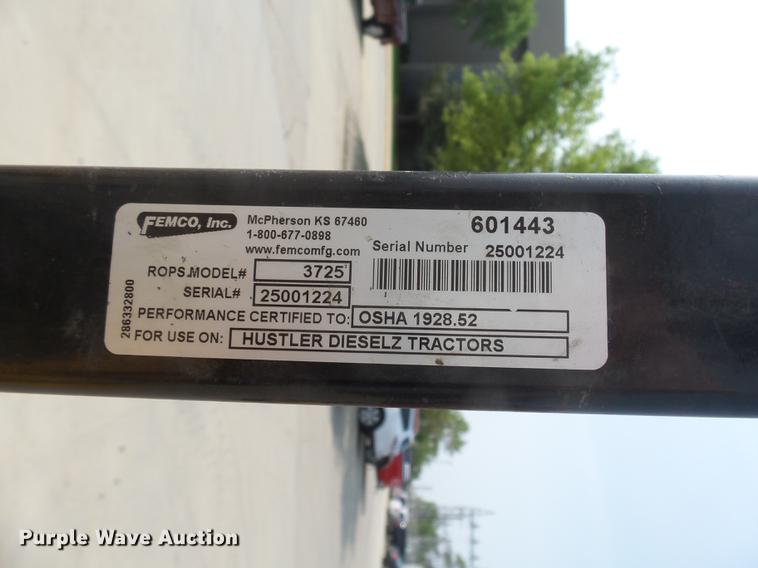 FEMCO, Inc.
McPherson KS 67460
1-800-677-0898
www.femcomfg.com
601443
Serial Number 25001224
ROPS MODEL# 3725
SERIAL# 25001224
PERFORMANCE CERTIFIED TO: OSHA 1928.52
FOR USE ON: HUSTLER DIESELZ TRACTORS
286332800
Purple Wave Auction